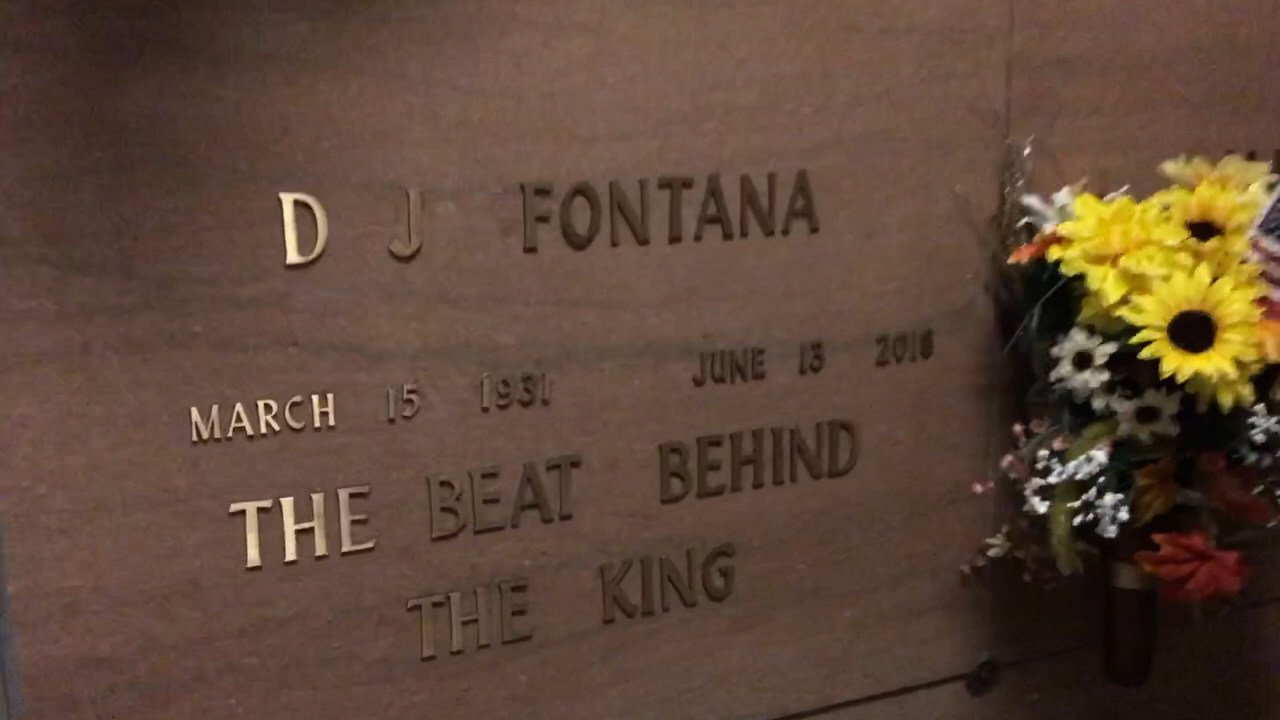 D J FONTANA
MARCH 15 1931 JUNE 13 2018
THE BEAT BEHIND
THE KING